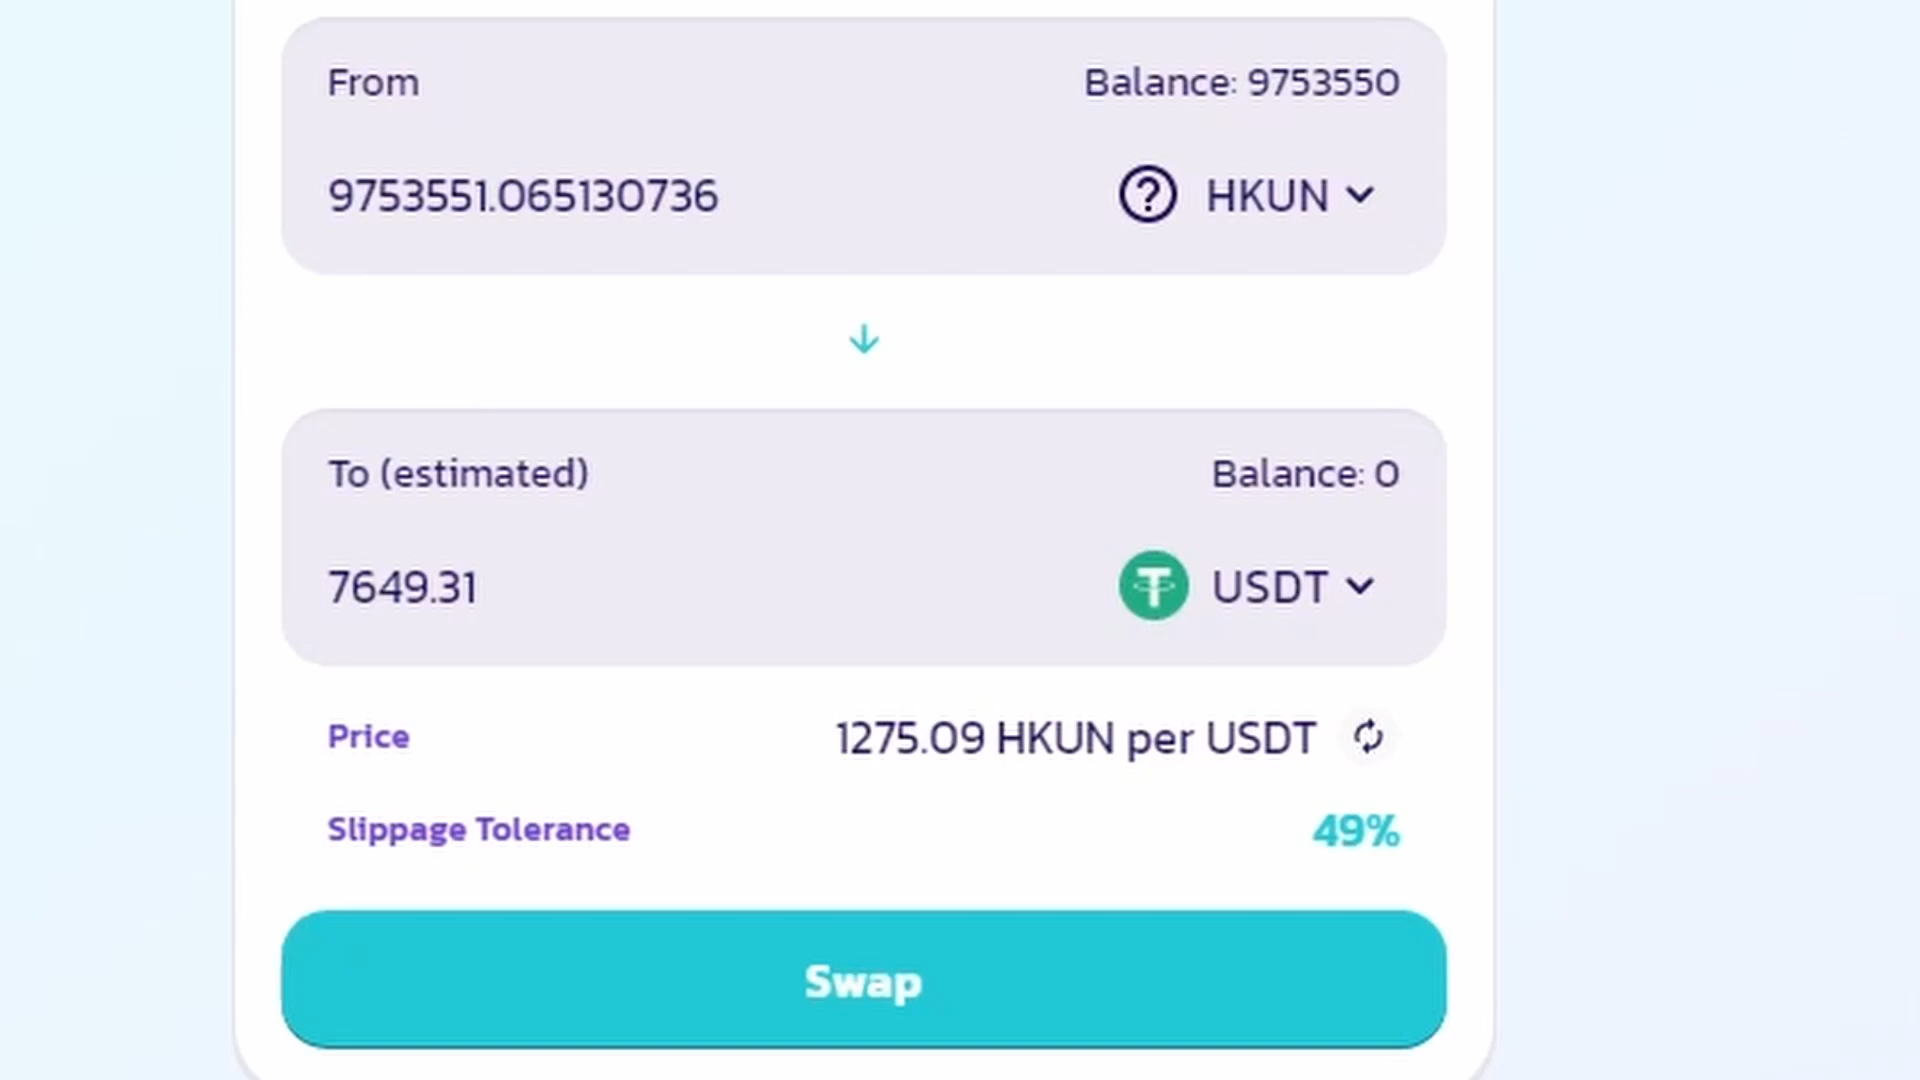 From
Balance: 9753550
9753551.065130736
HKUN
To (estimated)
Balance: 0
7649.31
USDT
Price
1275.09 HKUN per USDT
Slippage Tolerance
49%
Swap